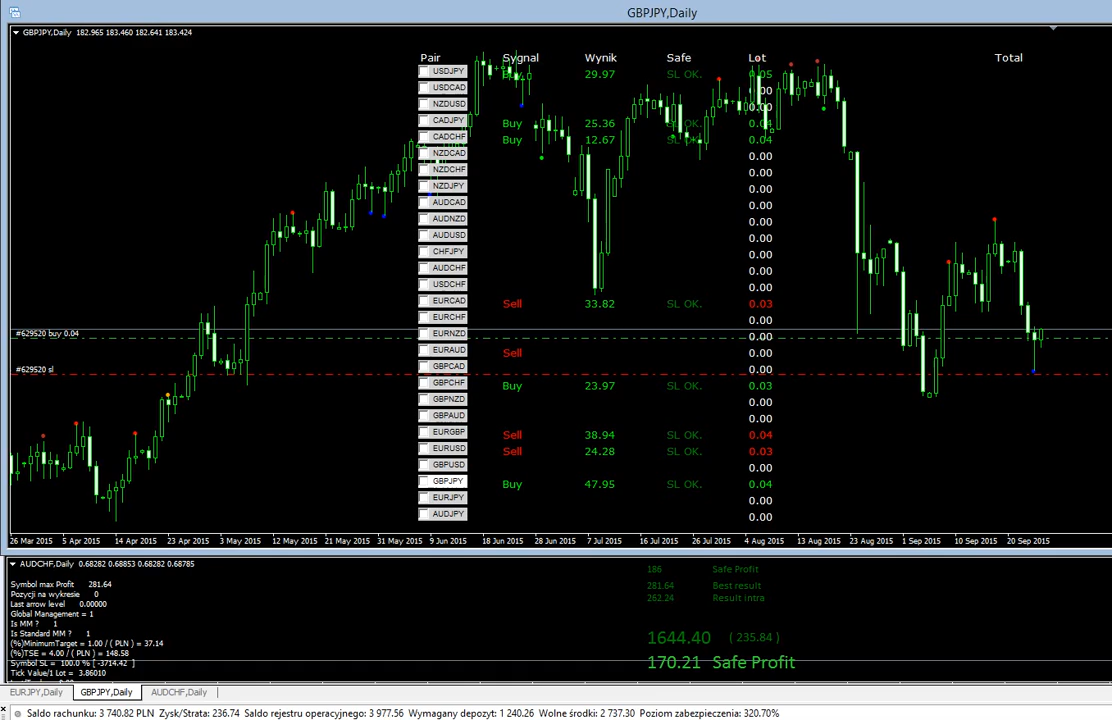 GBPJPY,Daily
GBPJPY,Daily 182.965 183.460 182.641 183.424
Pair Sygnal Wynik Safe Lot Total
USDJPY Buy 29.97 SL OK. 0.05
USDCAD 0.00
NZDUSD 0.00
CADJPY Buy 25.36 SL OK. 0.04
CADCHF Buy 12.67 SL OK. 0.04
NZDCAD 0.00
NZDCHF 0.00
NZDJPY 0.00
AUDCAD 0.00
AUDNZD 0.00
AUDUSD 0.00
CHFJPY 0.00
AUDCHF 0.00
USDCHF 0.00
EURCAD Sell 33.82 SL OK. 0.03
EURCHF 0.00
#629520 buy 0.04
EURNZD 0.00
EURAUD Sell 0.00
GBPCAD 0.00
#629520 sl
GBPCHF Buy 23.97 SL OK. 0.03
GBPNZD 0.00
GBPAUD 0.00
EURGBP Sell 38.94 SL OK. 0.04
EURUSD Sell 24.28 SL OK. 0.03
GBPUSD 0.00
GBPJPY Buy 47.95 SL OK. 0.04
EURJPY 0.00
AUDJPY 0.00
26 Mar 2015 5 Apr 2015 14 Apr 2015 23 Apr 2015 3 May 2015 12 May 2015 21 May 2015 31 May 2015 9 Jun 2015 18 Jun 2015 28 Jun 2015 7 Jul 2015 16 Jul 2015 26 Jul 2015 4 Aug 2015 13 Aug 2015 23 Aug 2015 1 Sep 2015 10 Sep 2015 20 Sep 2015
AUDCHF,Daily 0.68282 0.68853 0.68282 0.68785
186 Safe Profit
Symbol max Profit 281.64
281.64 Best result
Pozycji na wykresie 0
262.24 Result intra
Last arrow level 0.00000
Global Management = 1
Is MM ? 1
Is Standard MM ? 1
1644.40 ( 235.84 )
(%)MinimumTarget = 1.00 / ( PLN ) = 37.14
(%)TSE = 4.00 / ( PLN ) = 148.58
Symbol SL = 100.0 % [ -3714.42 ]
170.21 Safe Profit
Tick Value/1 Lot = 3.86010
EURJPY,Daily GBPJPY,Daily AUDCHF,Daily
Saldo rachunku: 3 740.82 PLN Zysk/Strata: 236.74 Saldo rejestru operacyjnego: 3 977.56 Wymagany depozyt: 1 240.26 Wolne środki: 2 737.30 Poziom zabezpieczenia: 320.70%